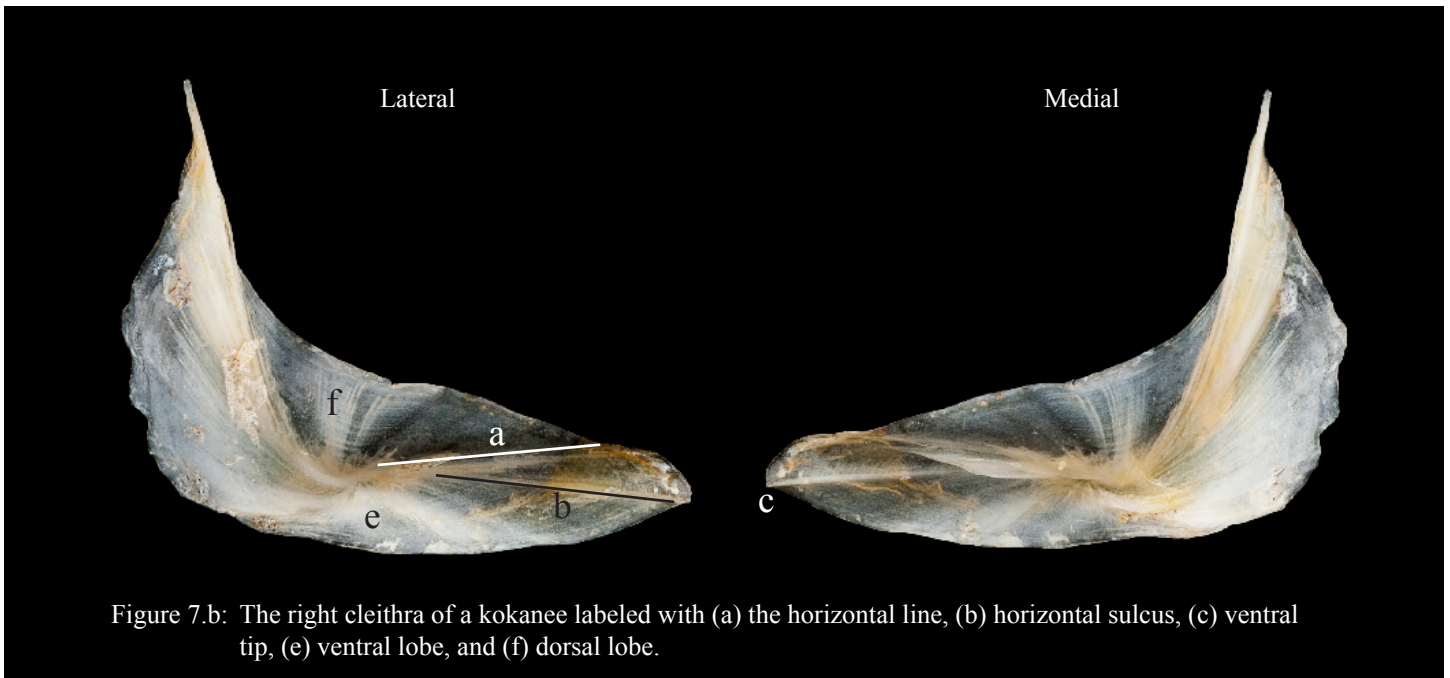 Lateral
Medial
f
a
b
e
c
Figure 7.b: The right cleithra of a kokanee labeled with (a) the horizontal line, (b) horizontal sulcus, (c) ventral
tip, (e) ventral lobe, and (f) dorsal lobe.